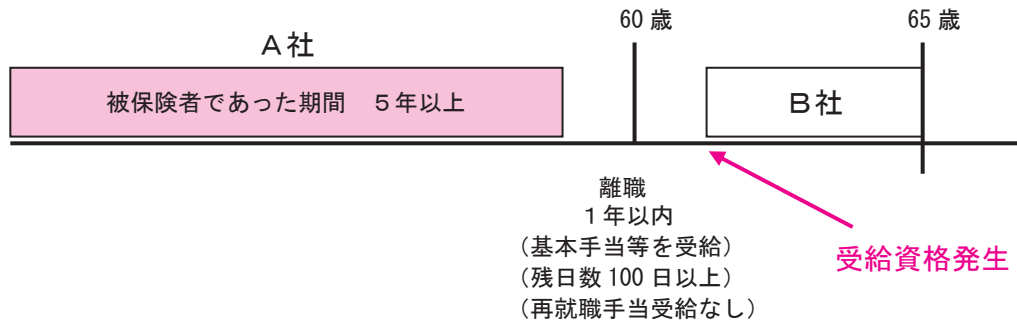 60歳
65歳
A社
被保険者であった期間　5年以上
B社
離職
1年以内
(基本手当等を受給)
(残日数100日以上)
(再就職手当受給なし)
受給資格発生